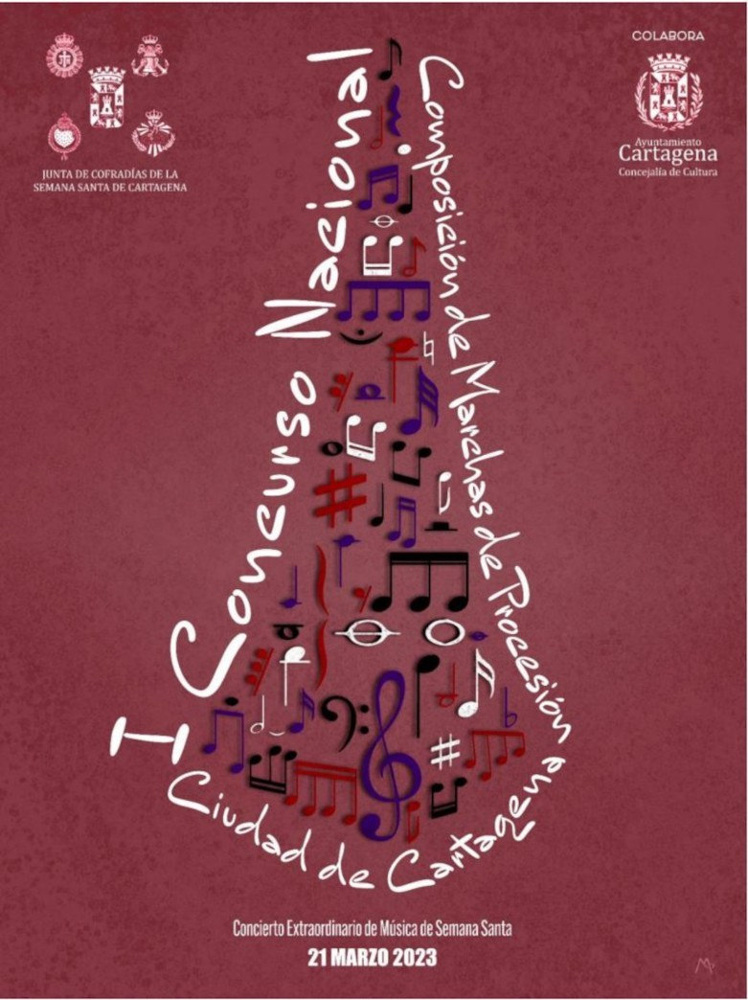 JUNTA DE COFRADÍAS DE LA
SEMANA SANTA DE CARTAGENA
COLABORA
Ayuntamiento
Cartagena
Concejalía de Cultura
I Concurso Nacional
Composición de Marchas de Procesión
Ciudad de Cartagena
Concierto Extraordinario de Música de Semana Santa
21 MARZO 2023